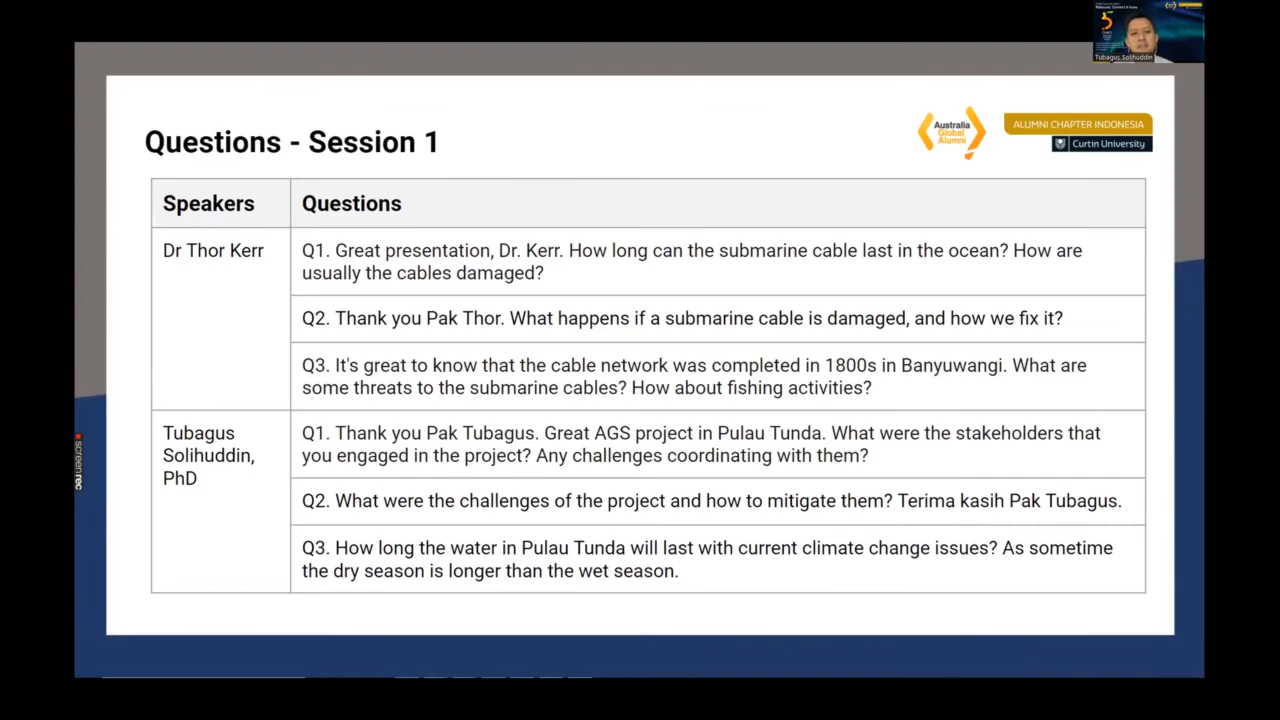 Tubagus Solihuddin
Questions - Session 1
Australia
Global
Alumni
ALUMNI CHAPTER INDONESIA
Curtin University
Speakers
Questions
Dr Thor Kerr
Q1. Great presentation, Dr. Kerr. How long can the submarine cable last in the ocean? How are
usually the cables damaged?
Q2. Thank you Pak Thor. What happens if a submarine cable is damaged, and how we fix it?
Q3. It's great to know that the cable network was completed in 1800s in Banyuwangi. What are
some threats to the submarine cables? How about fishing activities?
Tubagus
Solihuddin,
PhD
Q1. Thank you Pak Tubagus. Great AGS project in Pulau Tunda. What were the stakeholders that
you engaged in the project? Any challenges coordinating with them?
Q2. What were the challenges of the project and how to mitigate them? Terima kasih Pak Tubagus.
Q3. How long the water in Pulau Tunda will last with current climate change issues? As sometime
the dry season is longer than the wet season.
screenrec